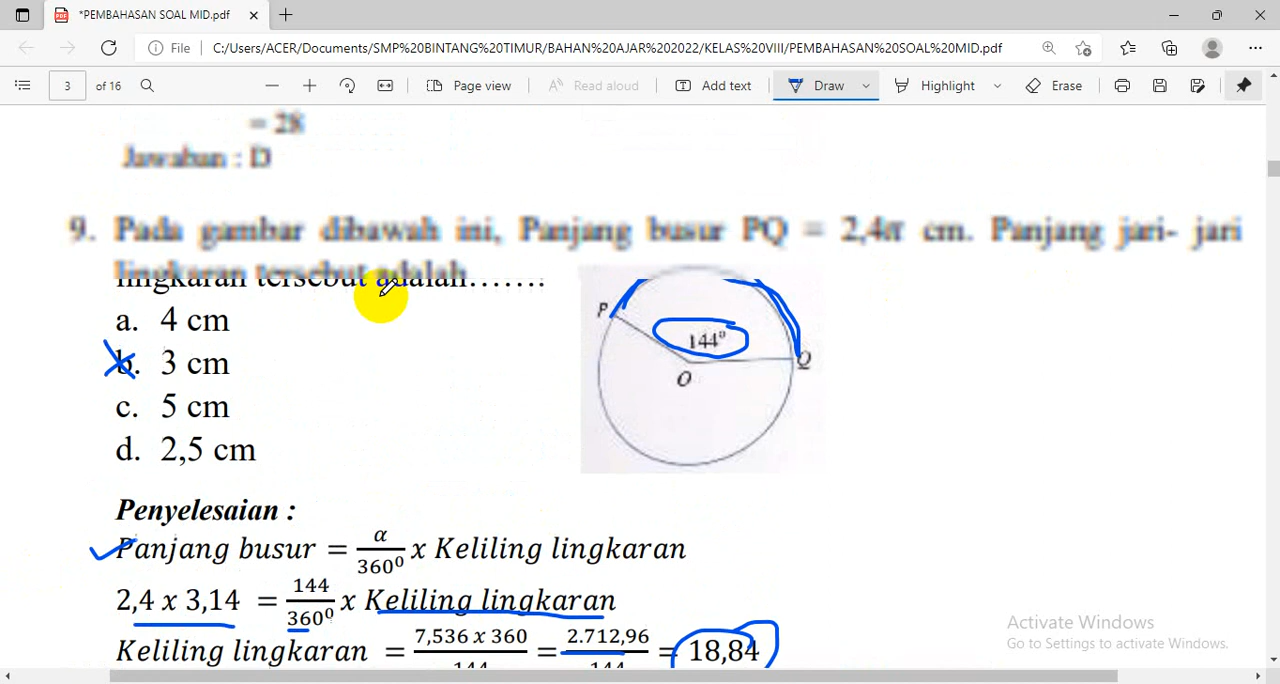 *PEMBAHASAN SOAL MID.pdf
File C:/Users/ACER/Documents/SMP%20BINTANG%20TIMUR/BAHAN%20AJAR%202022/KELAS%20VIII/PEMBAHASAN%20SOAL%20MID.pdf
3 of 16 Page view Read aloud Add text Draw Highlight Erase
= 28
Jawaban : D
9. Pada gambar dibawah ini, Panjang busur PQ = 2,4π cm. Panjang jari- jari
lingkaran tersebut adalah.......
a. 4 cm
b. 3 cm
c. 5 cm
d. 2,5 cm
P
144°
Q
O
Penyelesaian :
Panjang busur = α/360⁰ x Keliling lingkaran
2,4 x 3,14 = 144/360⁰ x Keliling lingkaran
Keliling lingkaran = 7,536 x 360/144 = 2.712,96/144 = 18,84
Activate Windows
Go to Settings to activate Windows.